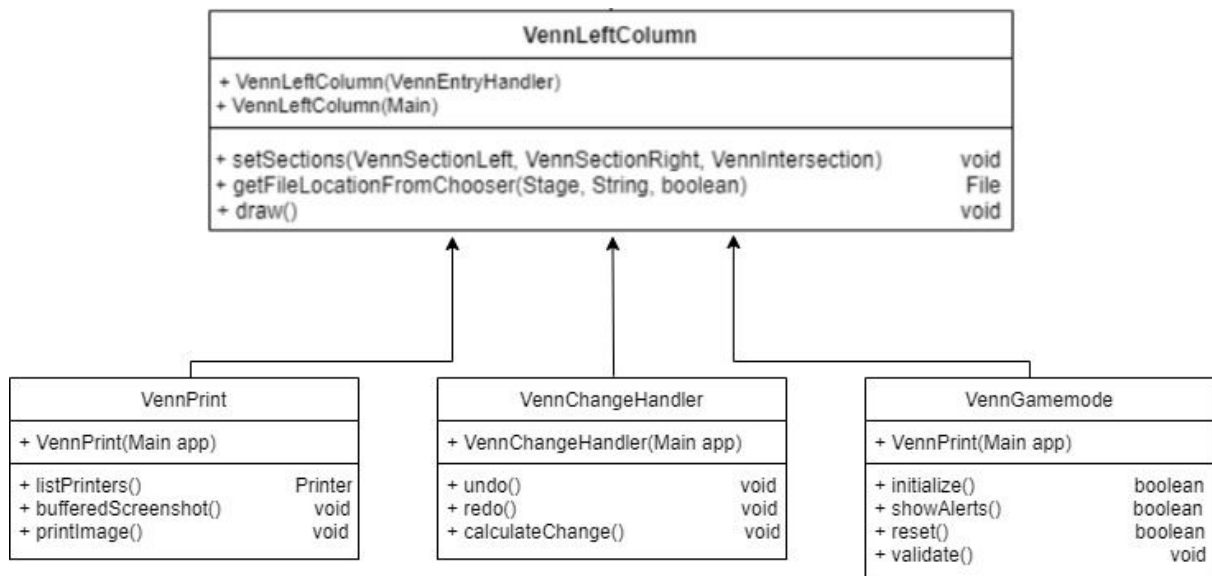 VennLeftColumn
+ VennLeftColumn(VennEntryHandler)
+ VennLeftColumn(Main)
+ setSections(VennSectionLeft, VennSectionRight, VennIntersection) void
+ getFileLocationFromChooser(Stage, String, boolean) File
+ draw() void
VennPrint
+ VennPrint(Main app)
+ listPrinters() Printer
+ bufferedScreenshot() void
+ printImage() void
VennChangeHandler
+ VennChangeHandler(Main app)
+ undo() void
+ redo() void
+ calculateChange() void
VennGamemode
+ VennPrint(Main app)
+ initialize() boolean
+ showAlerts() boolean
+ reset() boolean
+ validate() void